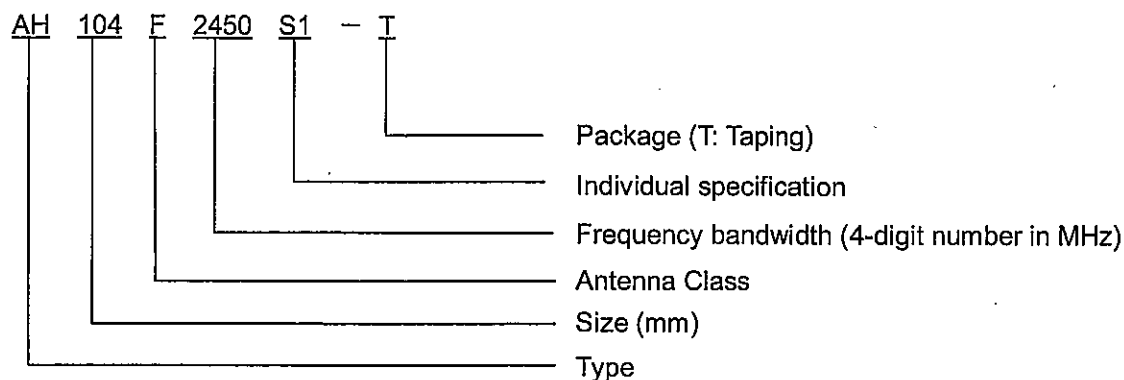 AH 104 F 2450 S1 - T
Package (T: Taping)
Individual specification
Frequency bandwidth (4-digit number in MHz)
Antenna Class
Size (mm)
Type